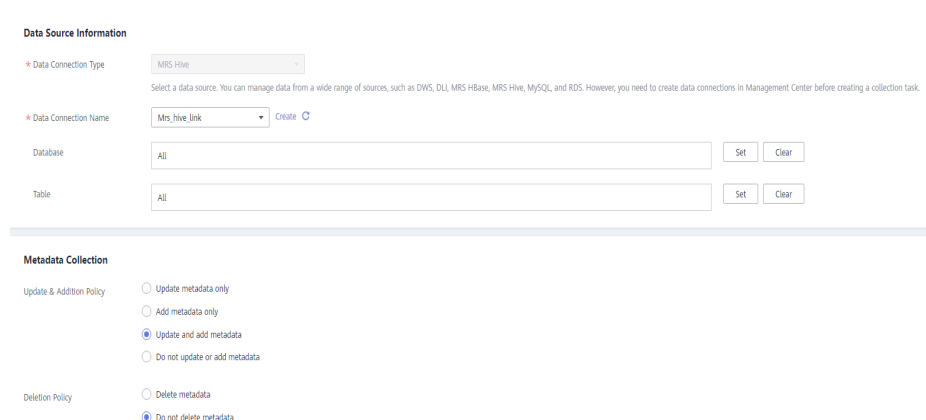 Data Source Information
* Data Connection Type MRS Hive
Select a data source. You can manage data from a wide range of sources, such as DWS, DLI, MRS HBase, MRS Hive, MySQL, and RDS. However, you need to create data connections in Management Center before creating a collection task.
* Data Connection Name Mrs_hive_link Create
Database All Set Clear
Table All Set Clear
Metadata Collection
Update & Addition Policy Update metadata only
Add metadata only
Update and add metadata
Do not update or add metadata
Deletion Policy Delete metadata
Do not delete metadata